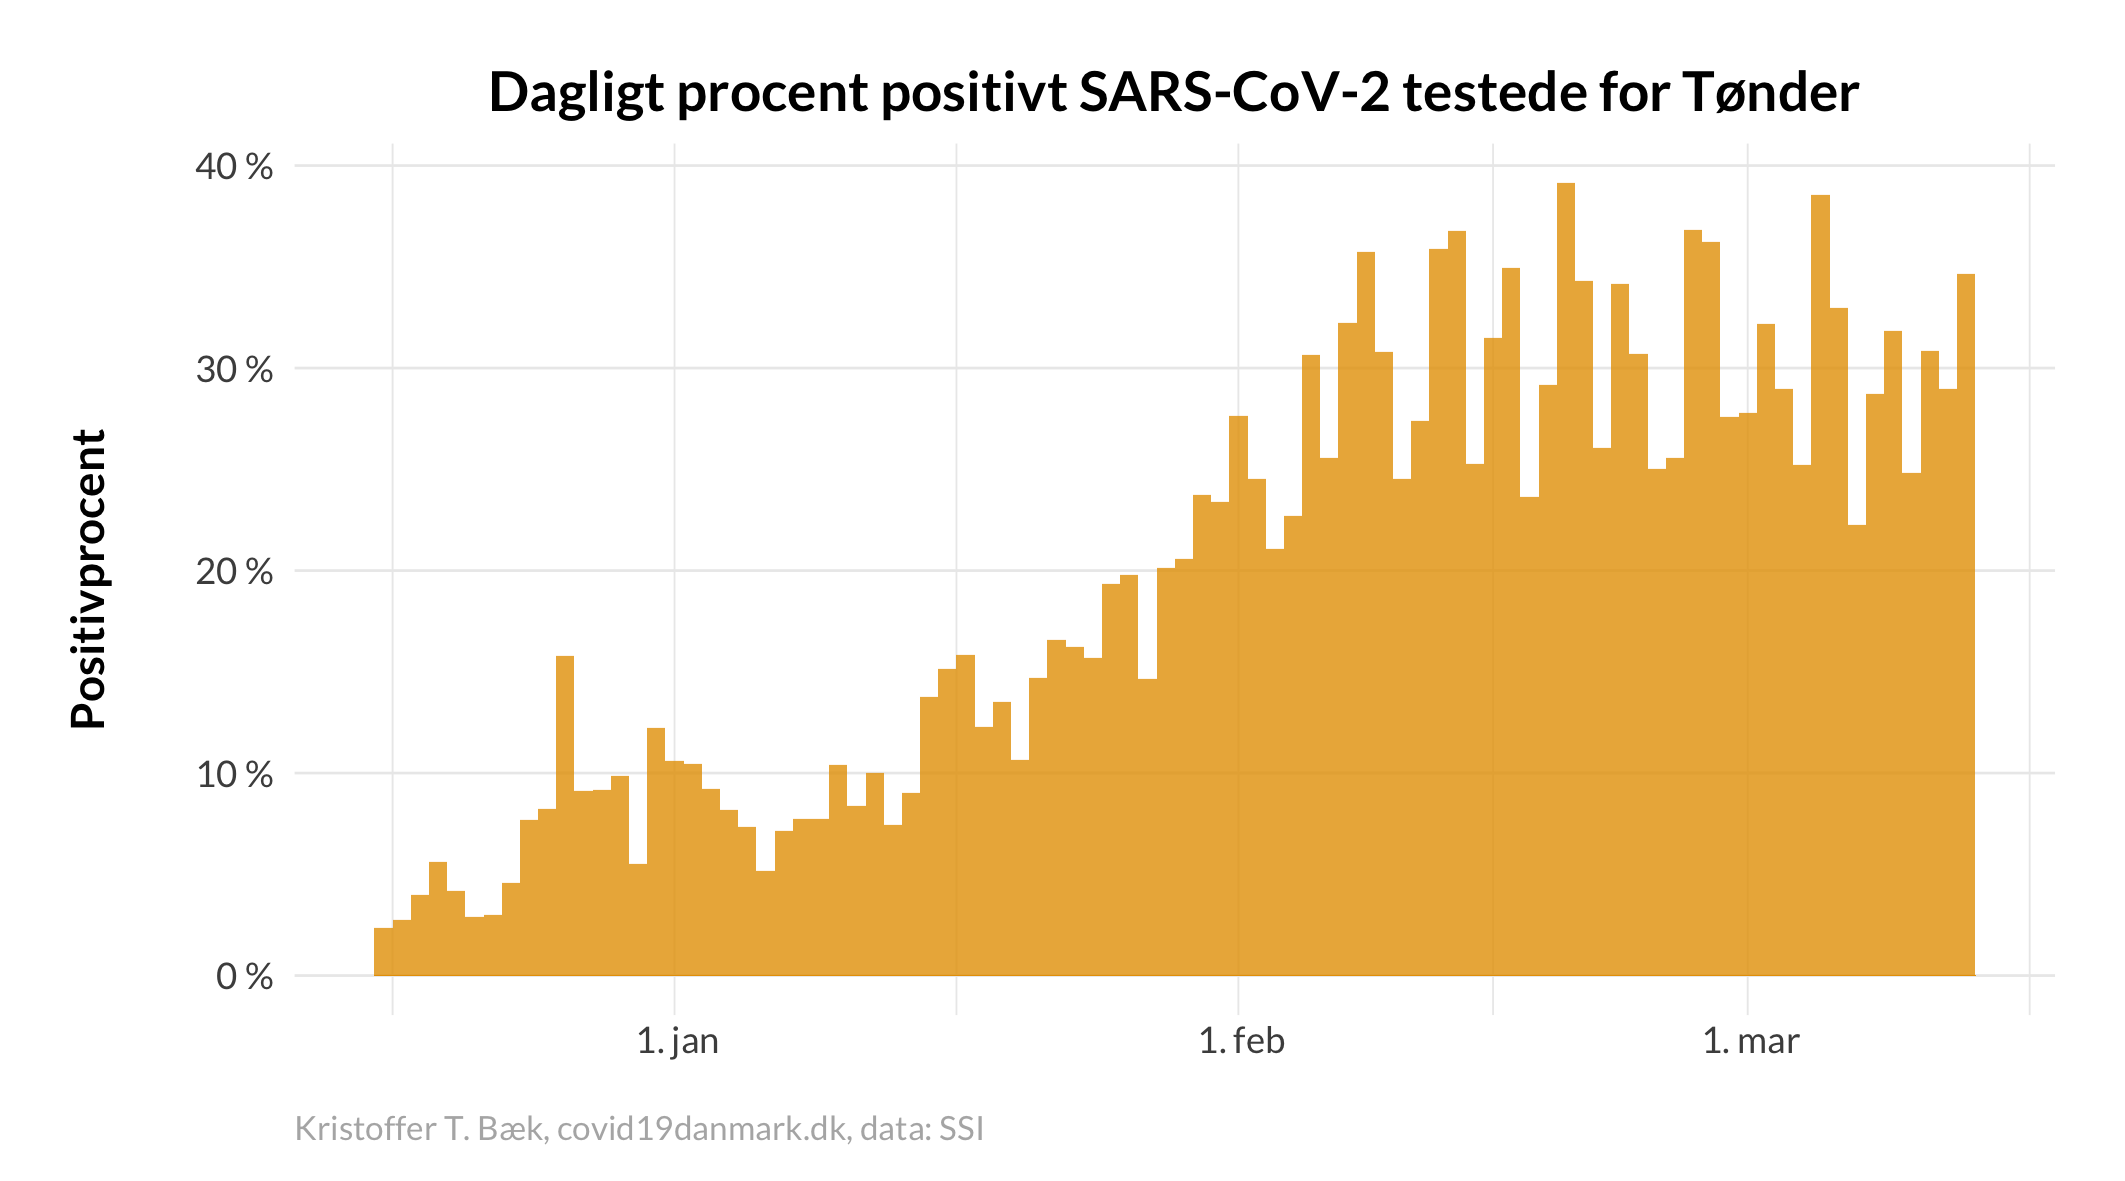 Dagligt procent positivt SARS-CoV-2 testede for Tønder
Positivprocent
40 %
30 %
20 %
10 %
0 %
1. jan
1. feb
1. mar
Kristoffer T. Bæk, covid19danmark.dk, data: SSI